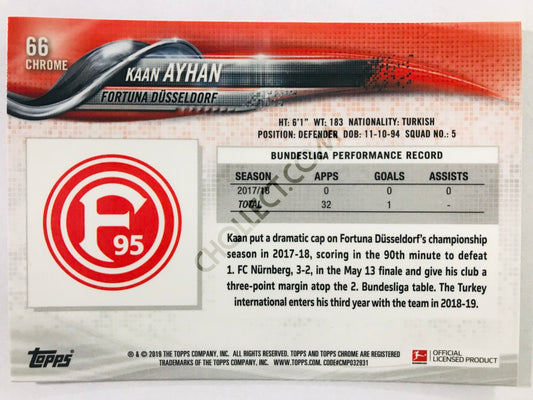 66
CHROME
KAAN AYHAN
FORTUNA DÜSSELDORF
HT: 6'1" WT: 183 NATIONALITY: TURKISH
POSITION: DEFENDER DOB: 11-10-94 SQUAD NO.: 5
BUNDESLIGA PERFORMANCE RECORD
SEASON APPS GOALS ASSISTS
2017/18 0 0 0
TOTAL 32 1 -
F95
Kaan put a dramatic cap on Fortuna Düsseldorf's championship
season in 2017-18, scoring in the 90th minute to defeat
1. FC Nürnberg, 3-2, in the May 13 finale and give his club a
three-point margin atop the 2. Bundesliga table. The Turkey
international enters his third year with the team in 2018-19.
Topps
® & © 2019 THE TOPPS COMPANY, INC. ALL RIGHTS RESERVED. TOPPS AND TOPPS CHROME ARE REGISTERED
TRADEMARKS OF THE TOPPS COMPANY, INC. WWW.TOPPS.COM. CODE#CMP032931
OFFICIAL
LICENSED PRODUCT